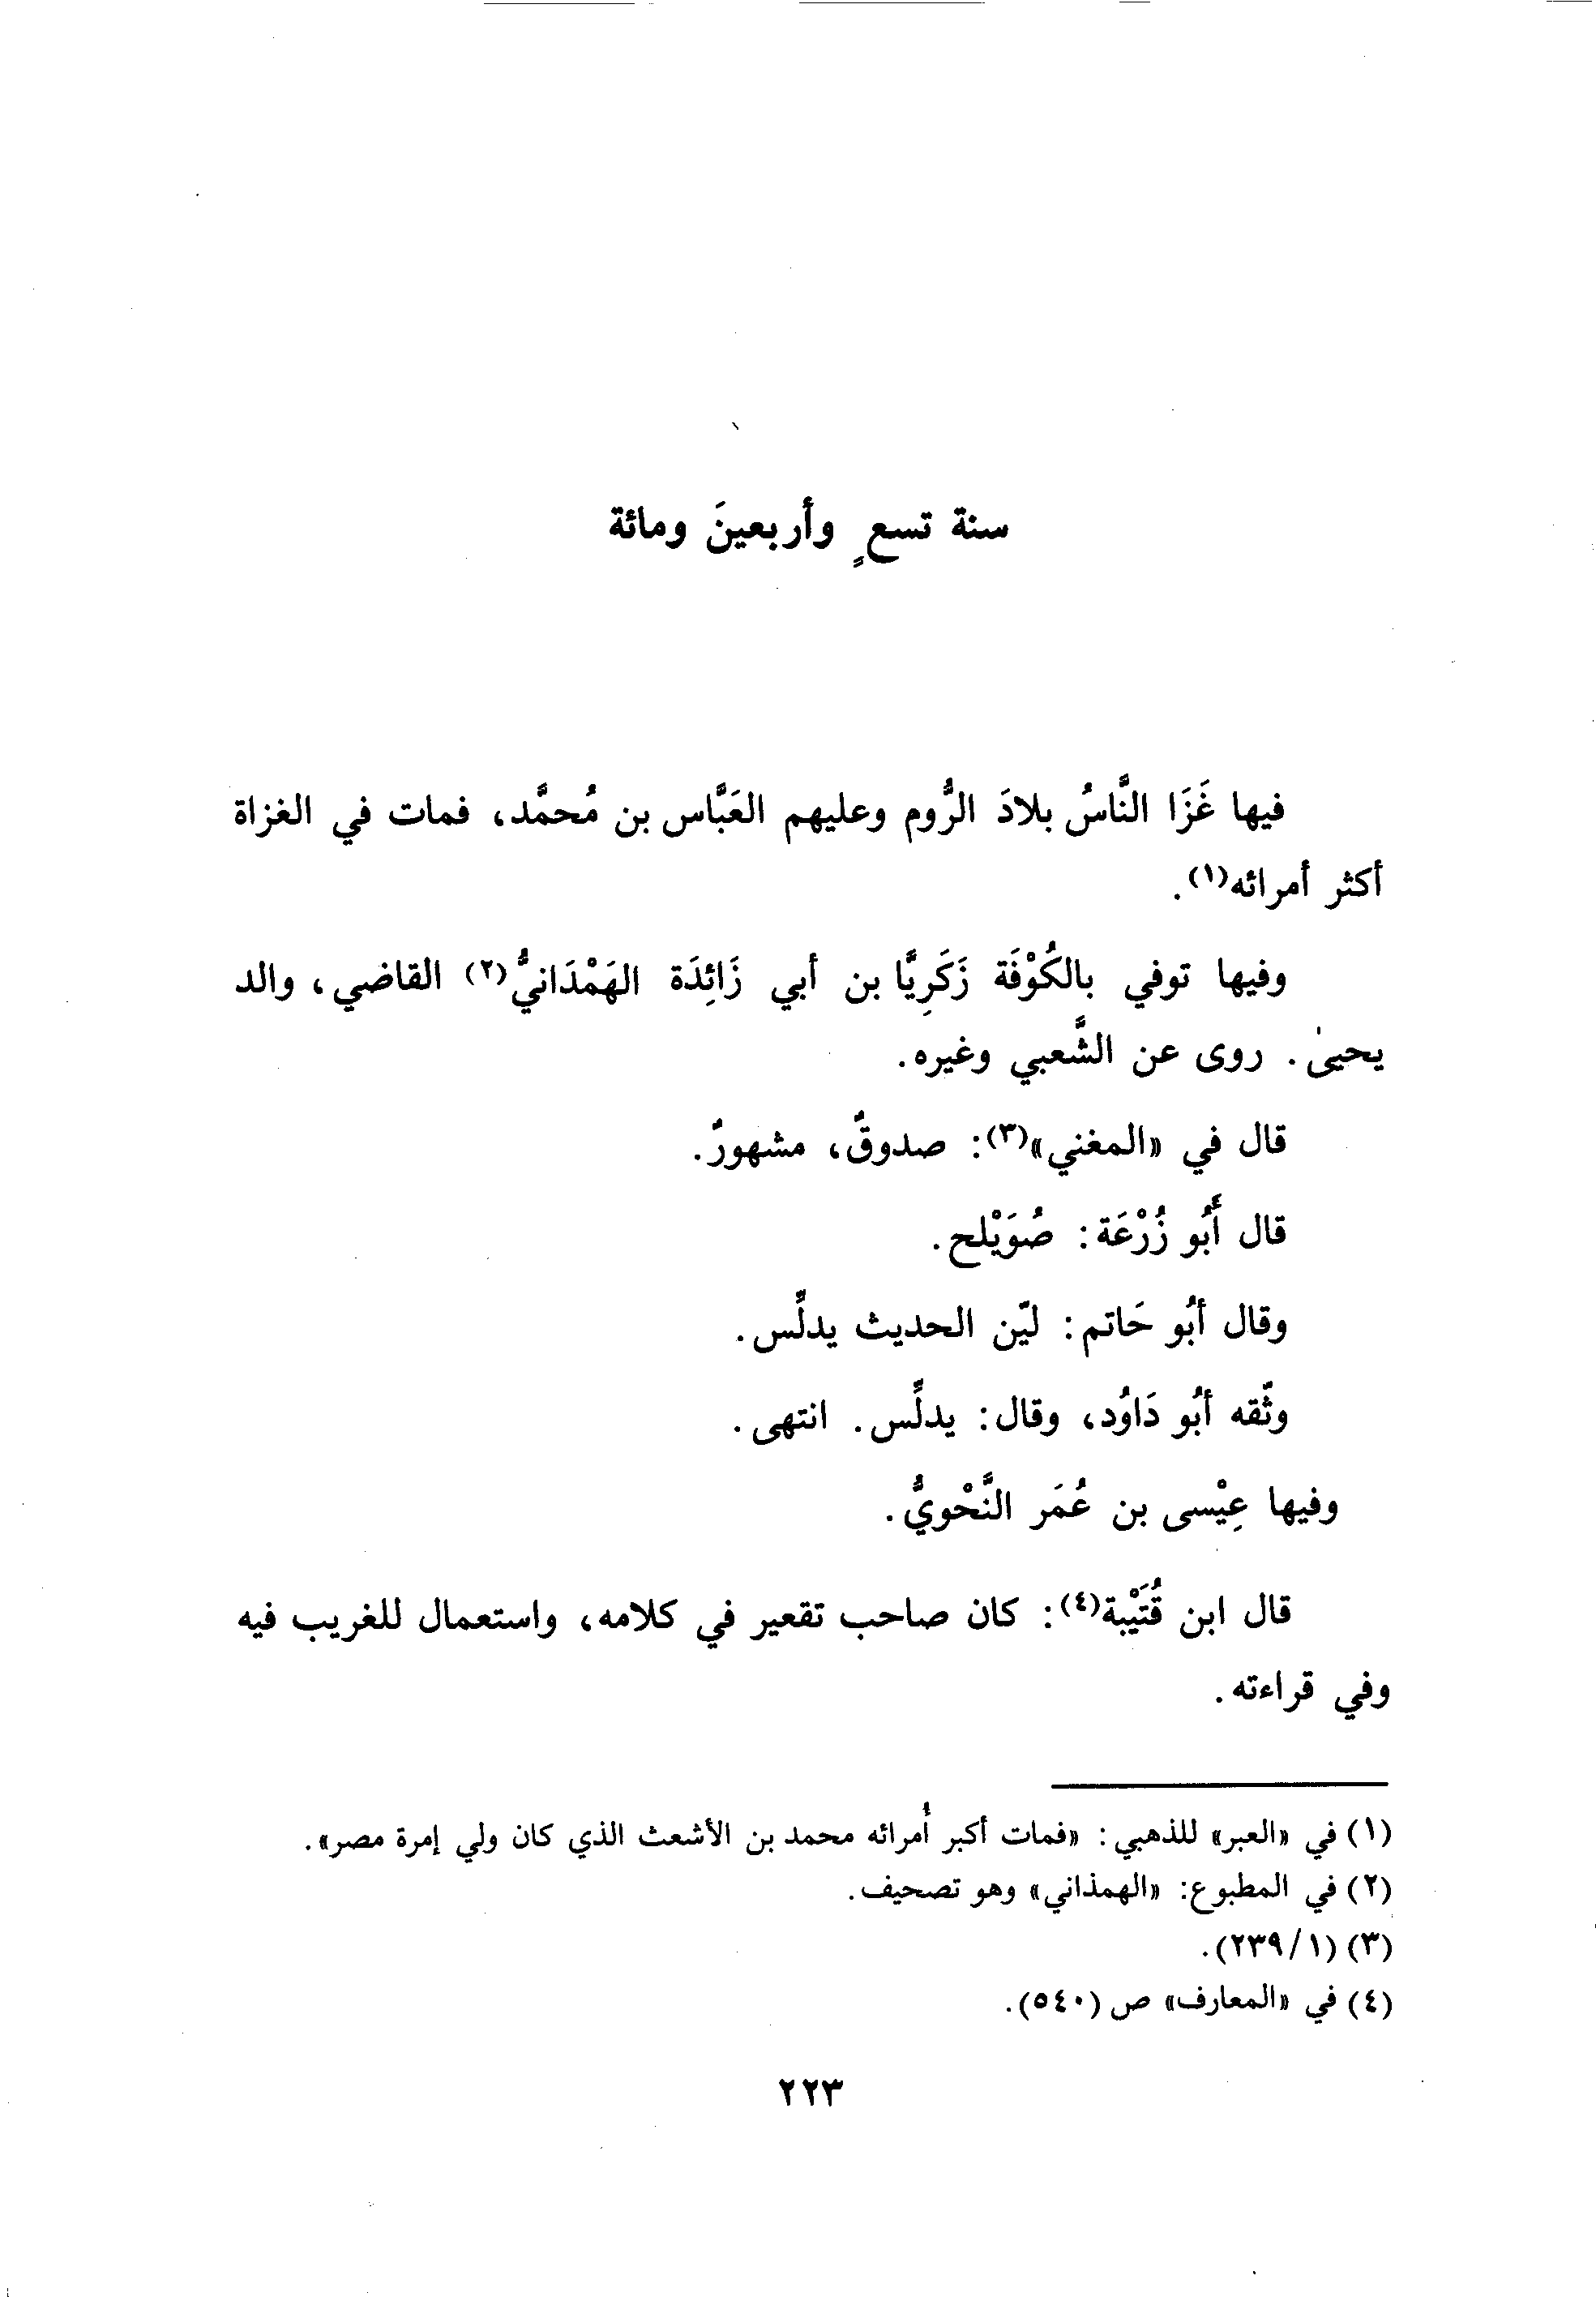 سنة تسعٍ وأربعينَ ومائة
فيها غَزَا النَّاسُ بلادَ الرُّوم وعليهم العَبَّاس بن مُحمَّد، فمات في الغزاة
أكثر أمرائه(١).
وفيها توفي بالكُوْفَة زَكَرِيَّا بن أبي زَائِدَة الهَمْدَانيُّ(٢) القاضي، والد
يحيىٰ. روى عن الشَّعبي وغيره.
قال في «المغني»(٣): صدوقٌ، مشهورٌ.
قال أَبُو زُرْعَة: صُوَيْلح.
وقال أبُو حَاتم: ليّن الحديث يدلِّس.
وثّقه أبُو دَاوُد، وقال: يدلِّس. انتهى.
وفيها عِيْسى بن عُمَر النَّحْويُّ.
قال ابن قُتَيْبة(٤): كان صاحب تقعير في كلامه، واستعمال للغريب فيه
وفي قراءته.
(١) في «العبر» للذهبي: «فمات أكبر أُمرائه محمد بن الأشعث الذي كان ولي إمرة مصر».
(٢) في المطبوع: «الهمذاني» وهو تصحيف.
(٣) (١/٢٣٩).
(٤) في «المعارف» ص (٥٤٠).
٢٢٣